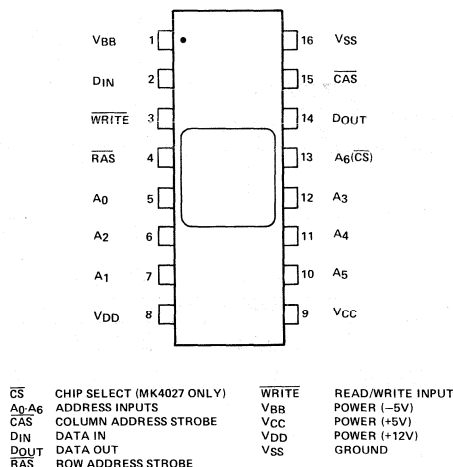 VBB 1 16 VSS
DIN 2 15 CAS
WRITE 3 14 DOUT
RAS 4 13 A6(CS)
A0 5 12 A3
A2 6 11 A4
A1 7 10 A5
VDD 8 9 VCC
CS CHIP SELECT (MK4027 ONLY) WRITE READ/WRITE INPUT
A0-A6 ADDRESS INPUTS VBB POWER (−5V)
CAS COLUMN ADDRESS STROBE VCC POWER (+5V)
DIN DATA IN VDD POWER (+12V)
DOUT DATA OUT VSS GROUND
RAS ROW ADDRESS STROBE